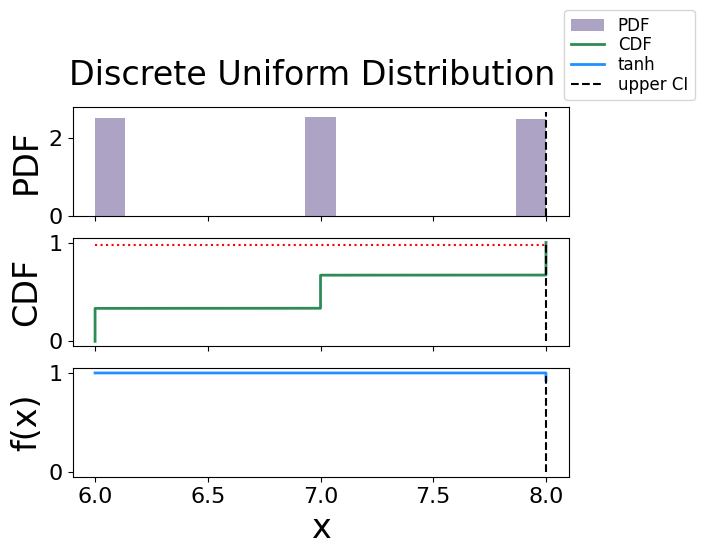 PDF
CDF
tanh
upper CI
Discrete Uniform Distribution
PDF
2
0
CDF
1
0
f(x)
1
0
6.0 6.5 7.0 7.5 8.0
x